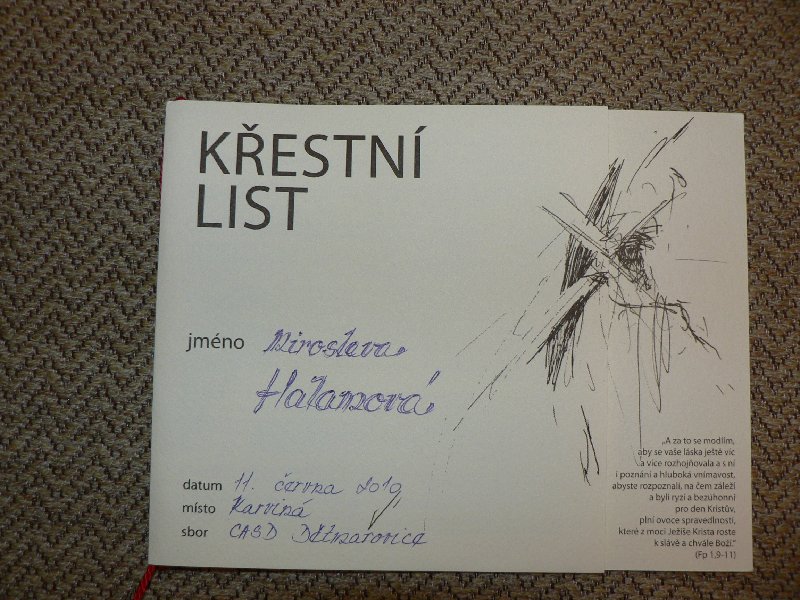 KŘESTNÍ
LIST
jméno Miroslava
Hałamová
datum 11. června 2010
místo Karviná
sbor CASD Dětmarovice
„A za to se modlím,
aby se vaše láska ještě víc
a více rozhojňovala a s ní
i poznání a hluboká vnímavost,
abyste rozpoznali, na čem záleží
a byli ryzí a bezúhonní
pro den Kristův,
plni ovoce spravedlnosti,
které z moci Ježíše Krista roste
k slávě a chvále Boží.“
(Fp 1,9-11)